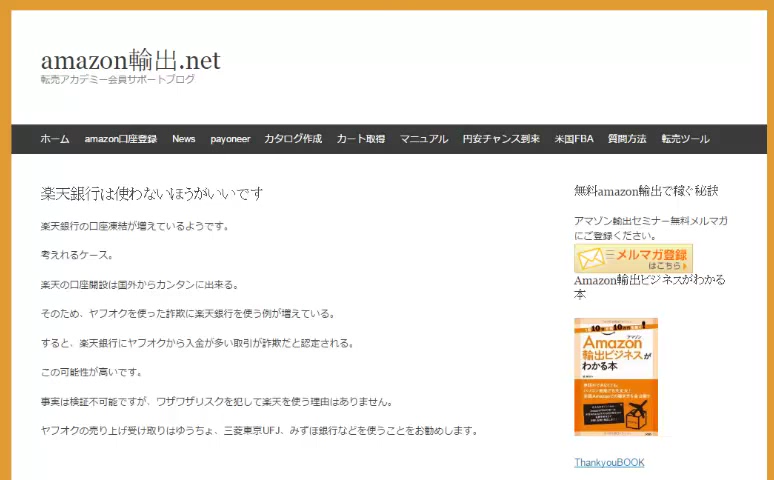 amazon輸出.net
転売アカデミー会員サポートブログ
ホーム amazon口座登録 News payoneer カタログ作成 カート取得 マニュアル 円安チャンス到来 米国FBA 質問方法 転売ツール
楽天銀行は使わないほうがいいです
楽天銀行の口座凍結が増えているようです。
考えれるケース。
楽天の口座開設は国外からカンタンに出来る。
そのため、ヤフオクを使った詐欺に楽天銀行を使う例が増えている。
すると、楽天銀行にヤフオクから入金が多い取引が詐欺だと認定される。
この可能性が高いです。
事実は検証不可能ですが、ワザワザリスクを犯して楽天を使う理由はありません。
ヤフオクの売り上げ受け取りはゆうちょ、三菱東京UFJ、みずほ銀行などを使うことをお勧めします。
無料amazon輸出で稼ぐ秘訣
アマゾン輸出セミナー無料メルマガ
にご登録ください。
メルマガ登録
はこちら
Amazon輸出ビジネスがわかる
本
アマゾン
Amazon
輸出ビジネスが
わかる本
ThankyouBOOK